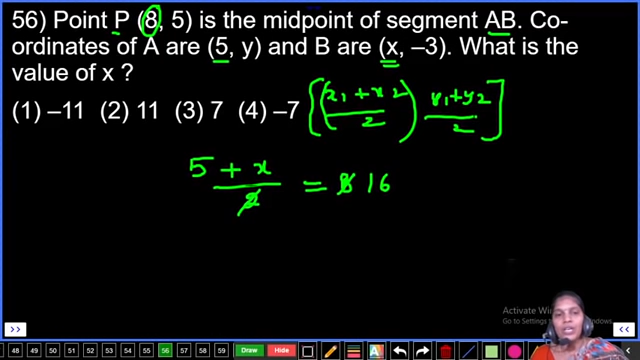 56) Point P (8, 5) is the midpoint of segment AB. Co-
ordinates of A are (5, y) and B are (x, –3). What is the
value of x ?
(1) –11 (2) 11 (3) 7 (4) –7 [(x1 + x2 / 2) y1 + y2 / 2]
5 + x / 2 = 8 16
Activate Win
Go to Settings to activate Windows
<< 48 49 50 51 52 53 54 55 56 57 58 59 60 Draw Hide >>